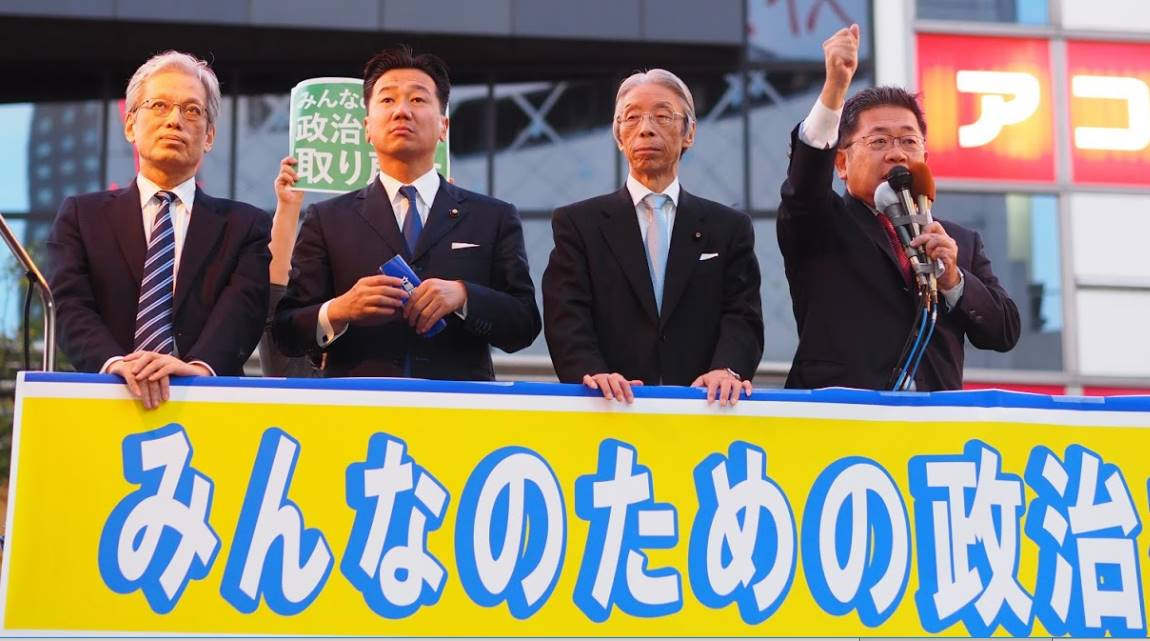 みんなの
政治
取り
アコ
みんなのための政治